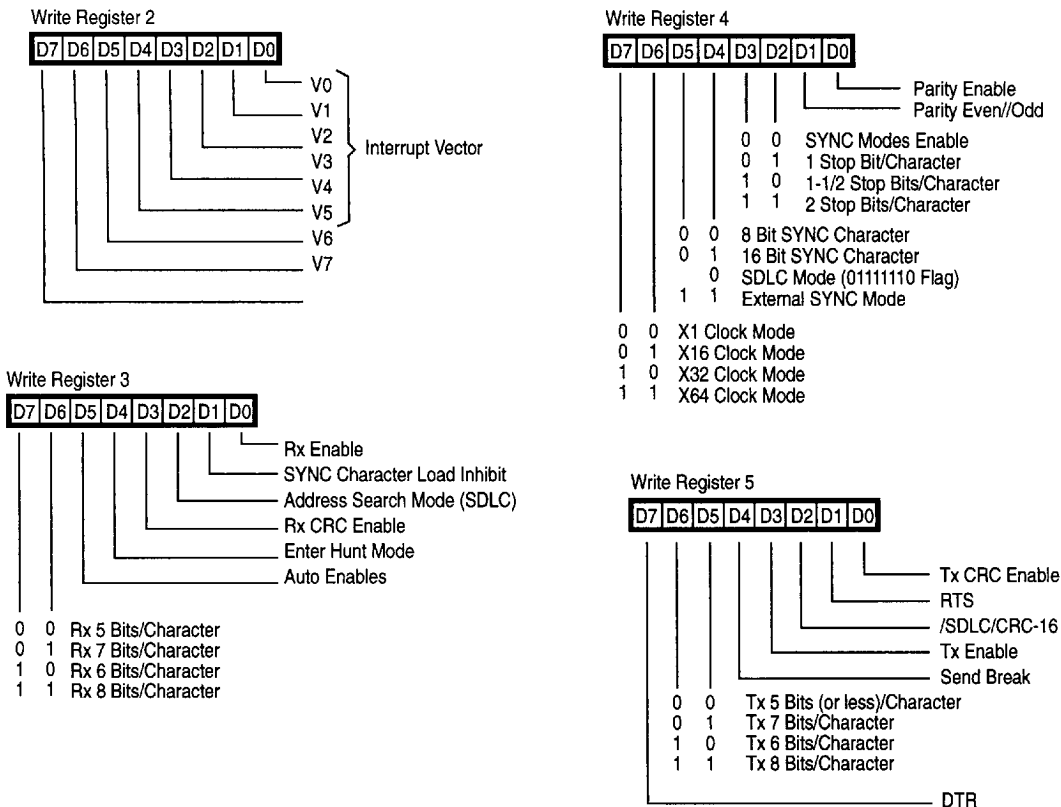 Write Register 2
D7 D6 D5 D4 D3 D2 D1 D0
V0
V1
V2
V3
V4
V5
V6
V7
Interrupt Vector
Write Register 3
D7 D6 D5 D4 D3 D2 D1 D0
Rx Enable
SYNC Character Load Inhibit
Address Search Mode (SDLC)
Rx CRC Enable
Enter Hunt Mode
Auto Enables
0 0 Rx 5 Bits/Character
0 1 Rx 7 Bits/Character
1 0 Rx 6 Bits/Character
1 1 Rx 8 Bits/Character
Write Register 4
D7 D6 D5 D4 D3 D2 D1 D0
Parity Enable
Parity Even//Odd
0 0 SYNC Modes Enable
0 1 1 Stop Bit/Character
1 0 1-1/2 Stop Bits/Character
1 1 2 Stop Bits/Character
0 0 8 Bit SYNC Character
0 1 16 Bit SYNC Character
0 SDLC Mode (01111110 Flag)
1 1 External SYNC Mode
0 0 X1 Clock Mode
0 1 X16 Clock Mode
1 0 X32 Clock Mode
1 1 X64 Clock Mode
Write Register 5
D7 D6 D5 D4 D3 D2 D1 D0
Tx CRC Enable
RTS
/SDLC/CRC-16
Tx Enable
Send Break
0 0 Tx 5 Bits (or less)/Character
0 1 Tx 7 Bits/Character
1 0 Tx 6 Bits/Character
1 1 Tx 8 Bits/Character
DTR